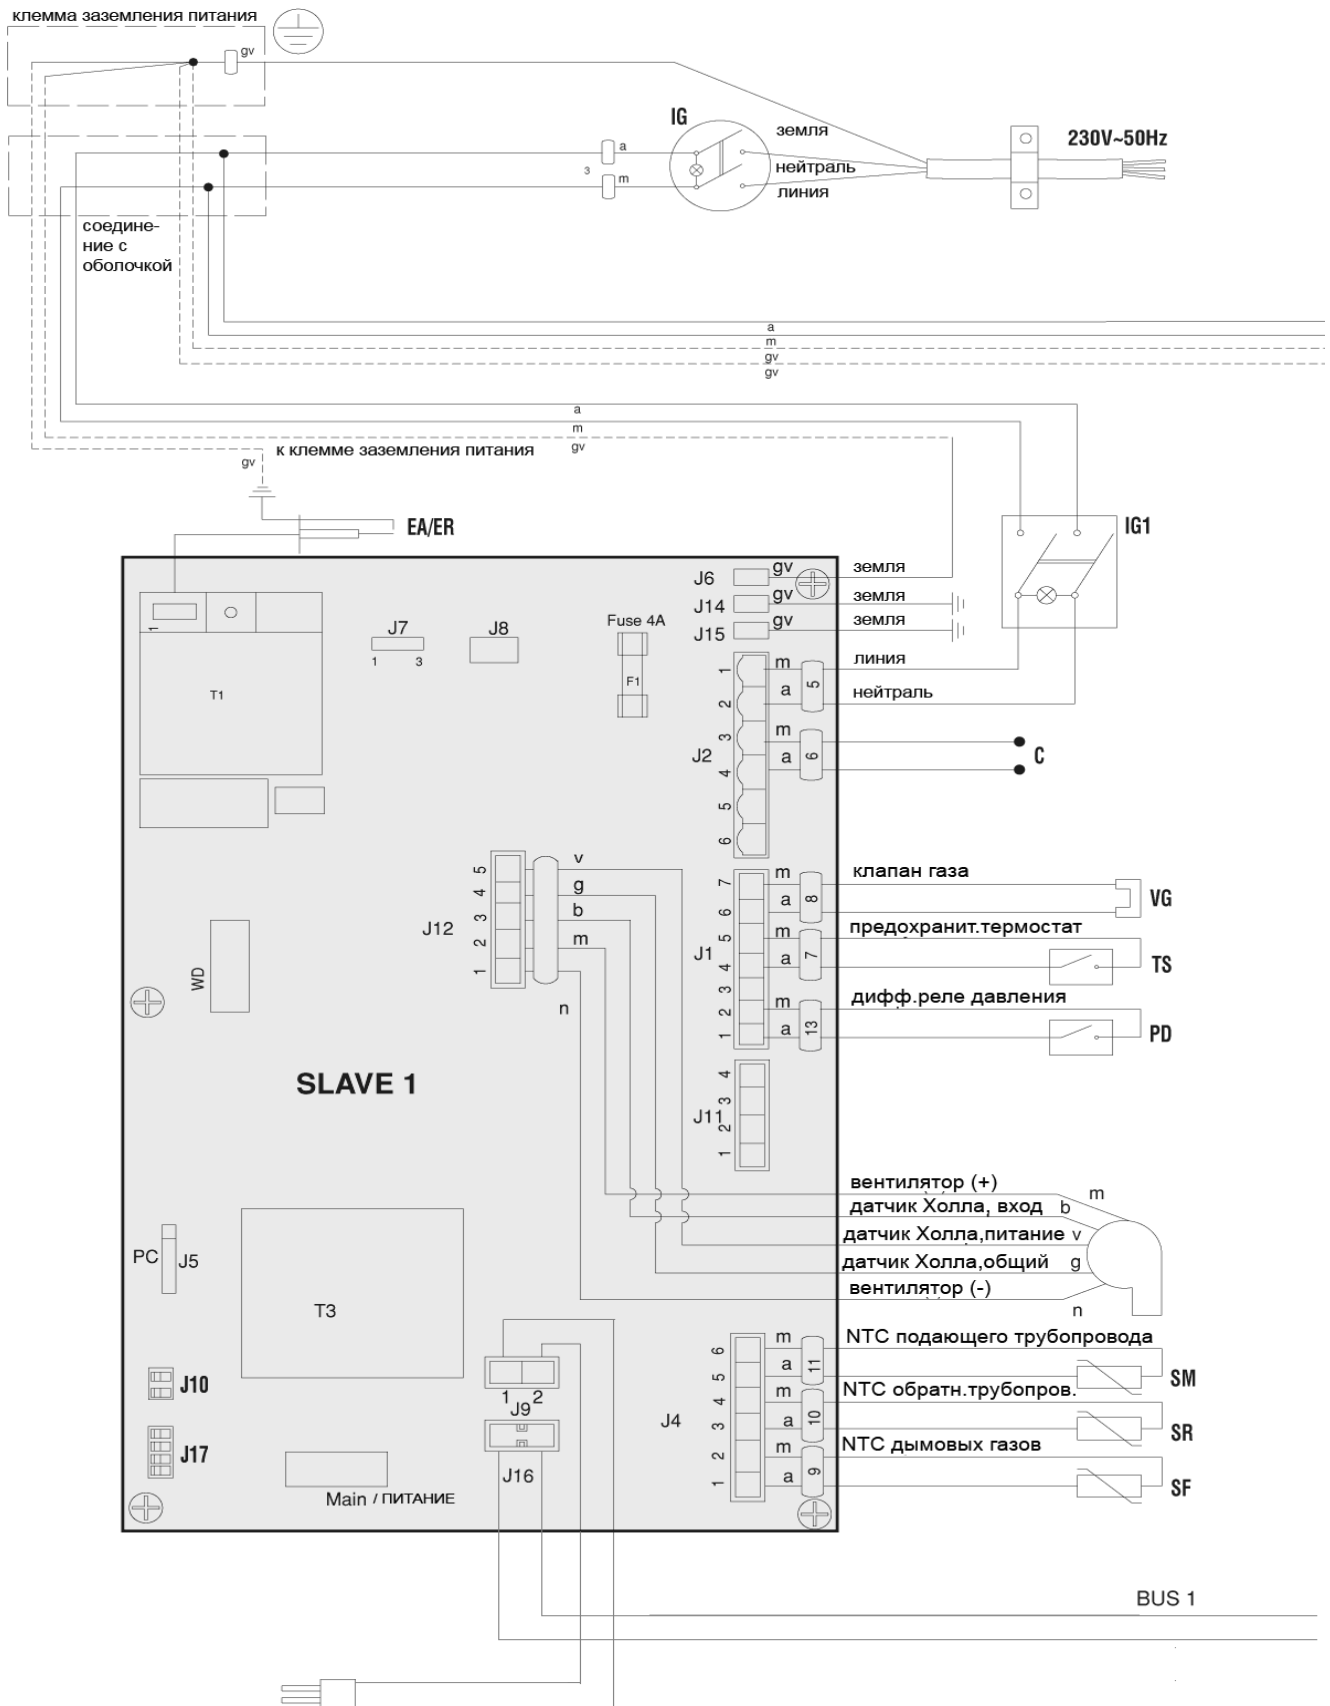 клемма заземления питания
gv
IG
земля
230V~50Hz
a
нейтраль
3
m
линия
соедине-
ние с
оболочкой
a
m
gv
gv
a
m
к клемме заземления питания
gv
gv
EA/ER
IG1
J6
gv
земля
J14
gv
земля
J15
gv
земля
Fuse 4A
F1
1
T1
J7
1 3
J8
1
m
5
линия
2
a
нейтраль
J2
3
m
6
4
a
C
5
6
J12
5
v
4
g
3
b
2
m
1
n
J1
7
m
8
клапан газа
VG
6
a
5
m
7
предохранит.термостат
4
a
TS
3
2
m
13
дифф.реле давления
1
a
PD
WD
SLAVE 1
J11
4
3
2
1
вентилятор (+)
m
датчик Холла, вход
b
датчик Холла,питание
v
датчик Холла,общий
g
вентилятор (-)
n
PC
J5
T3
J10
J17
1 2
J9
J16
Main / ПИТАНИЕ
J4
6
m
11
NTC подающего трубопровода
5
a
SM
4
m
10
NTC обратн.трубопров.
3
a
SR
2
m
9
NTC дымовых газов
1
a
SF
BUS 1